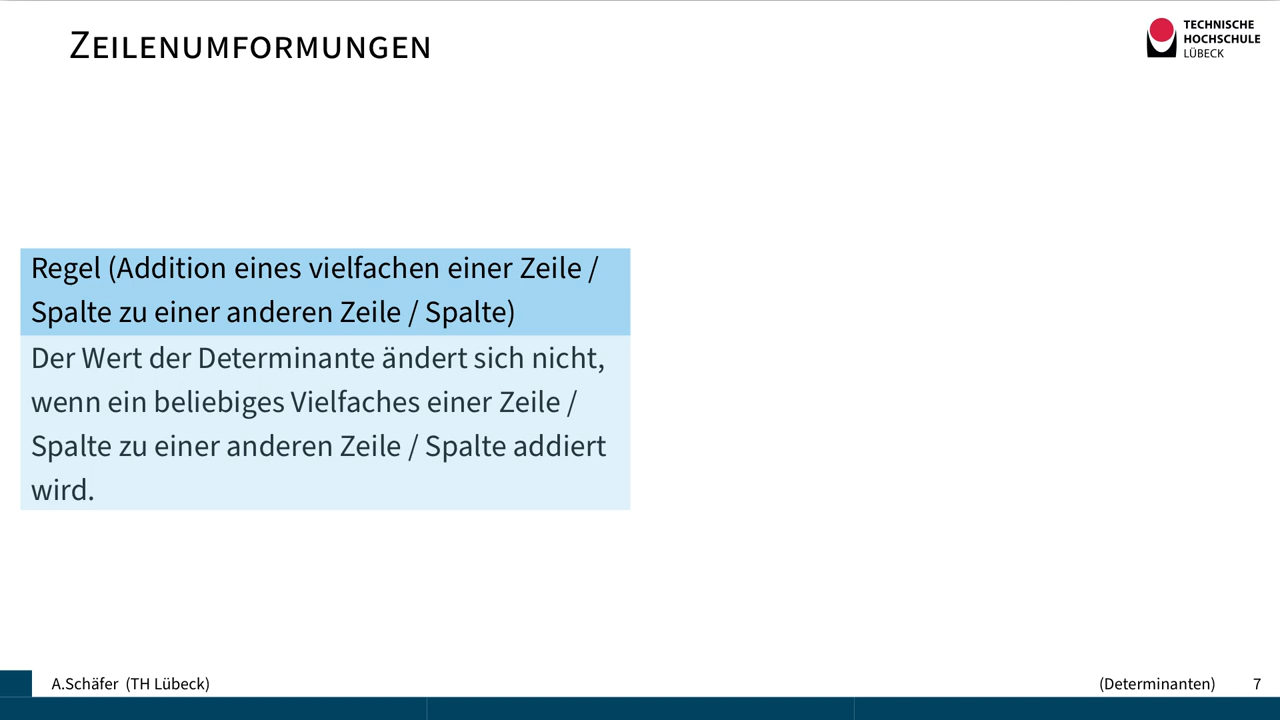 ZEILENUMFORMUNGEN
TECHNISCHE
HOCHSCHULE
LÜBECK
Regel (Addition eines vielfachen einer Zeile /
Spalte zu einer anderen Zeile / Spalte)
Der Wert der Determinante ändert sich nicht,
wenn ein beliebiges Vielfaches einer Zeile /
Spalte zu einer anderen Zeile / Spalte addiert
wird.
A.Schäfer (TH Lübeck)
(Determinanten) 7